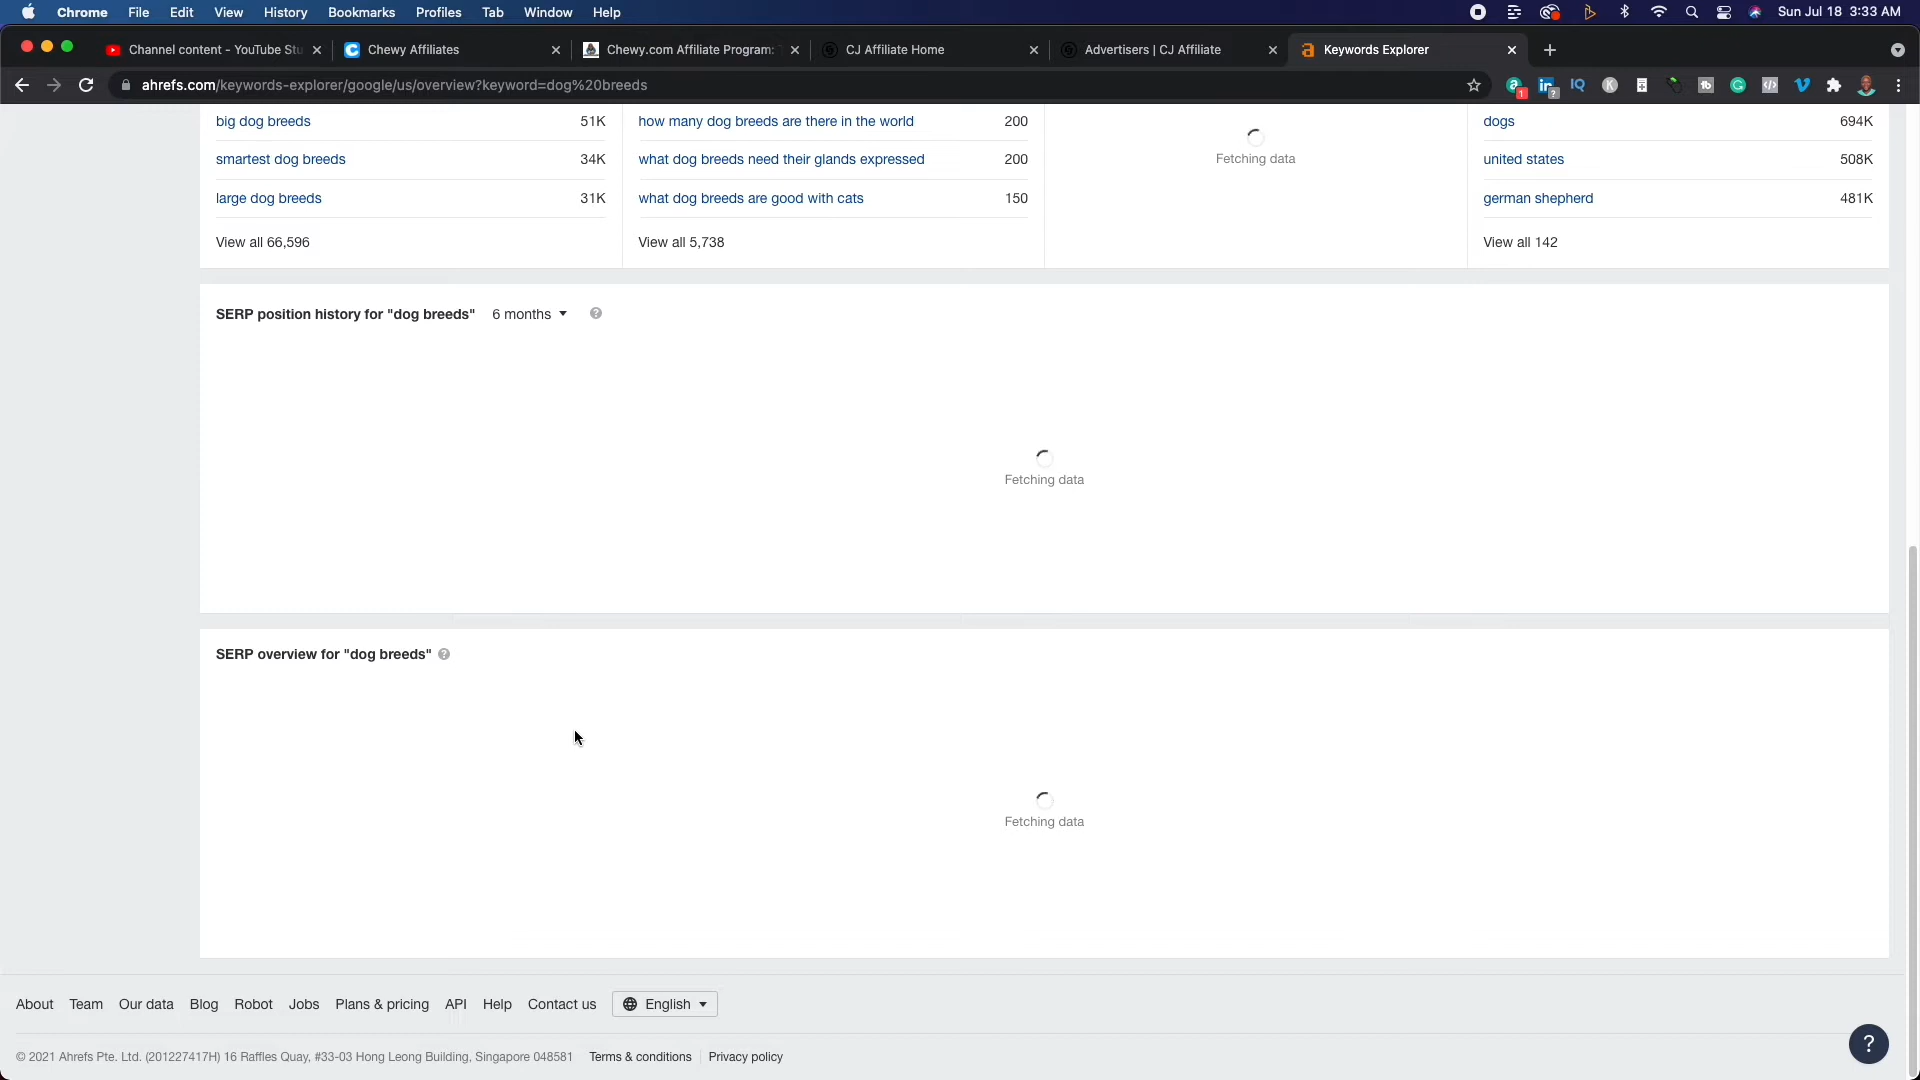 Chrome File Edit View History Bookmarks Profiles Tab Window Help Sun Jul 18 3:33 AM
Channel content - YouTube Stu Chewy Affiliates Chewy.com Affiliate Program: CJ Affiliate Home Advertisers | CJ Affiliate Keywords Explorer
ahrefs.com/keywords-explorer/google/us/overview?keyword=dog%20breeds
big dog breeds 51K how many dog breeds are there in the world 200 dogs 694K
Fetching data
smartest dog breeds 34K what dog breeds need their glands expressed 200 united states 508K
large dog breeds 31K what dog breeds are good with cats 150 german shepherd 481K
View all 66,596 View all 5,738 View all 142
SERP position history for "dog breeds" 6 months ?
Fetching data
SERP overview for "dog breeds" ?
Fetching data
About Team Our data Blog Robot Jobs Plans & pricing API Help Contact us English
© 2021 Ahrefs Pte. Ltd. (201227417H) 16 Raffles Quay, #33-03 Hong Leong Building, Singapore 048581 Terms & conditions Privacy policy
?